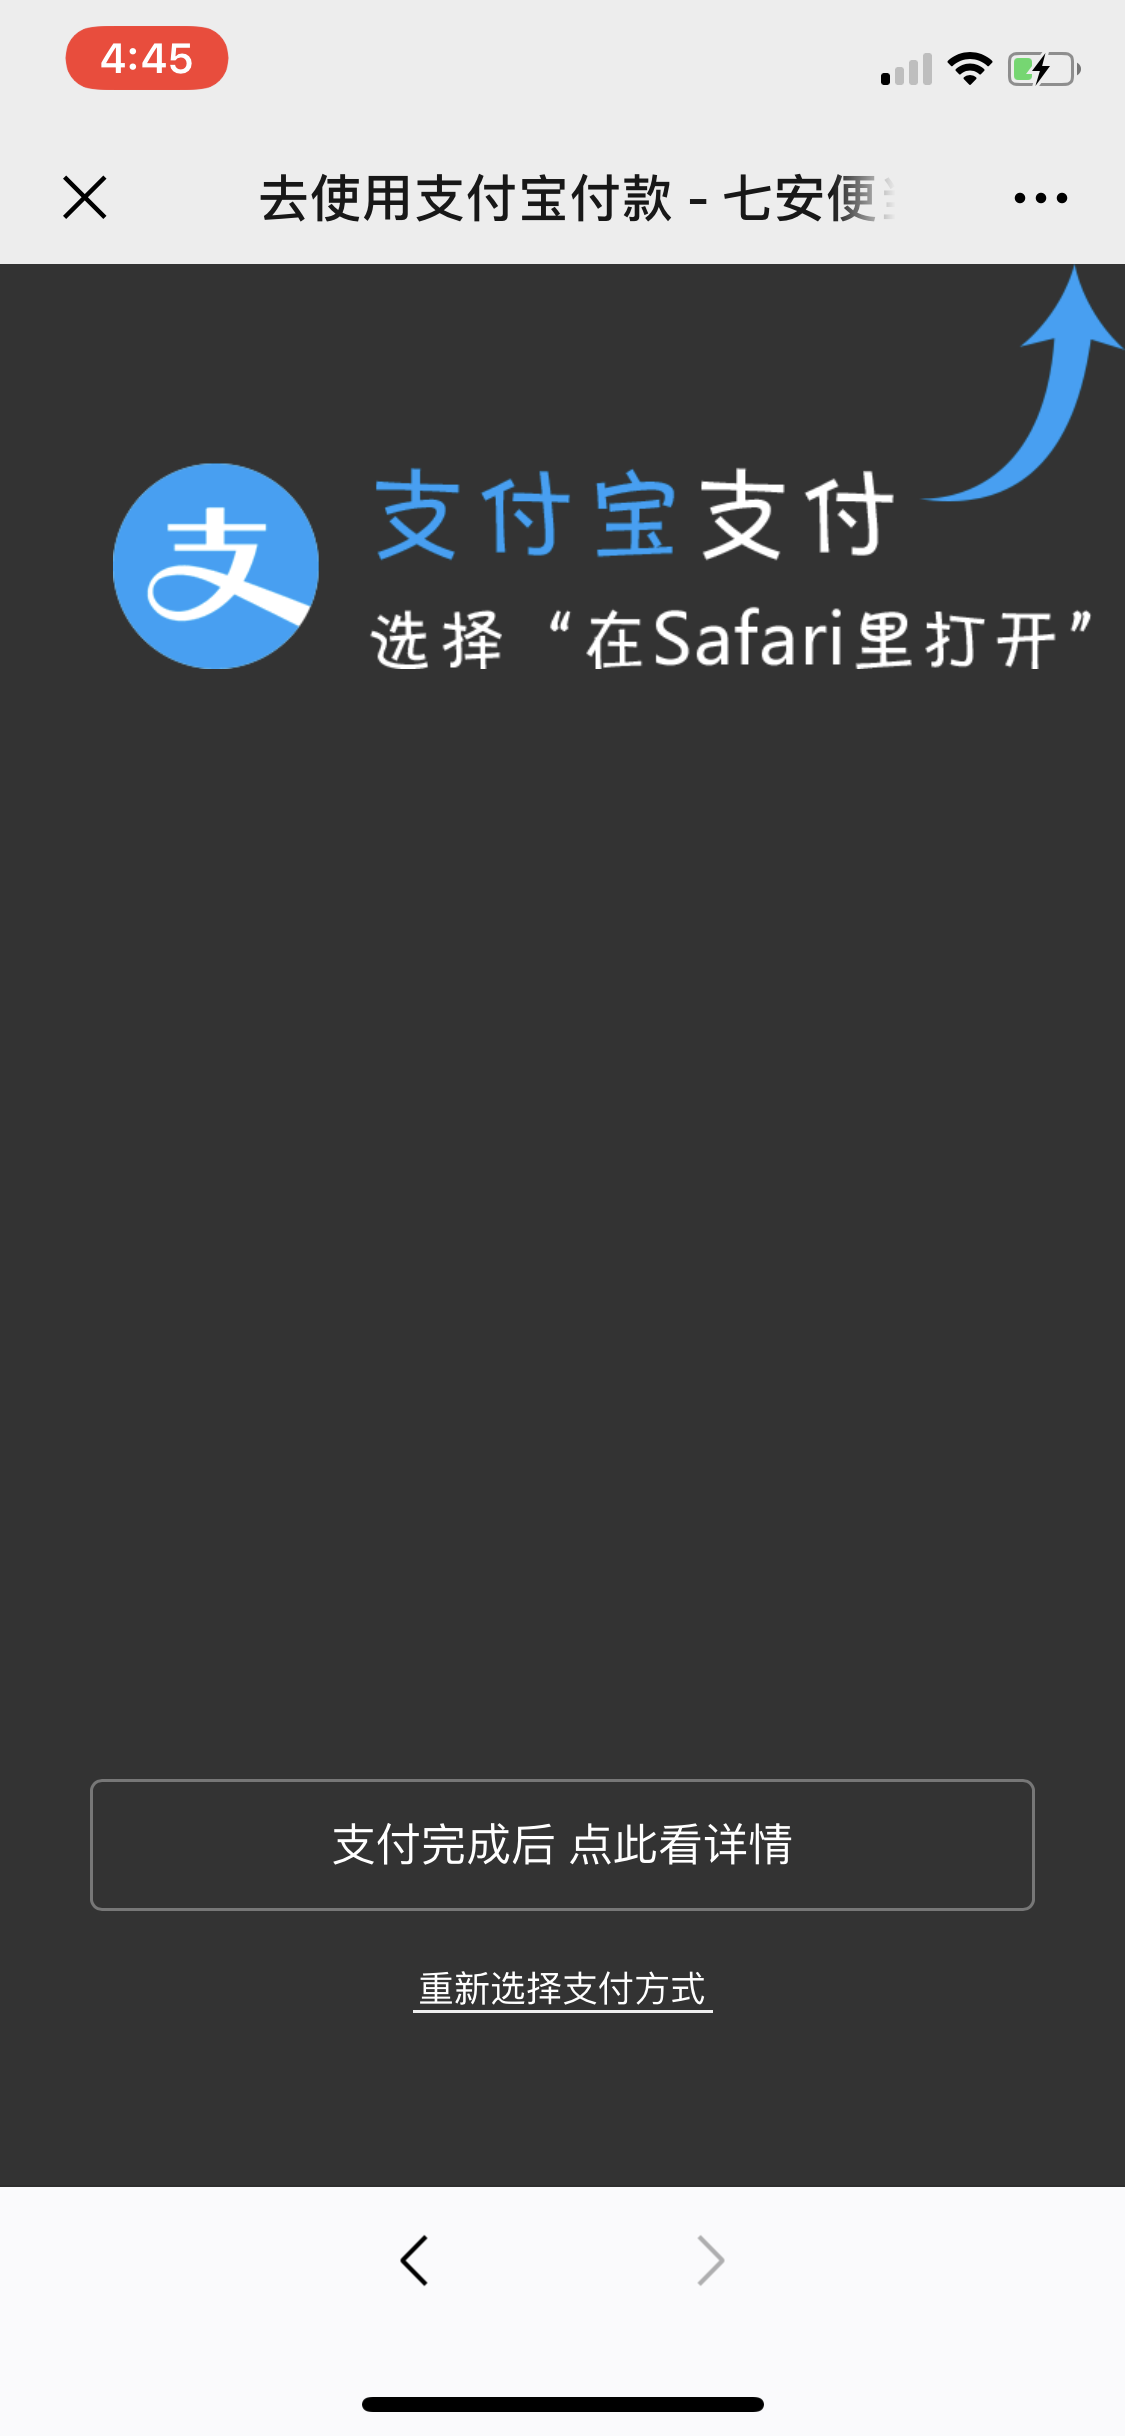 4:45
去使用支付宝付款 - 七安便
支付宝支付
选择“在Safari里打开”
支付完成后 点此看详情
重新选择支付方式